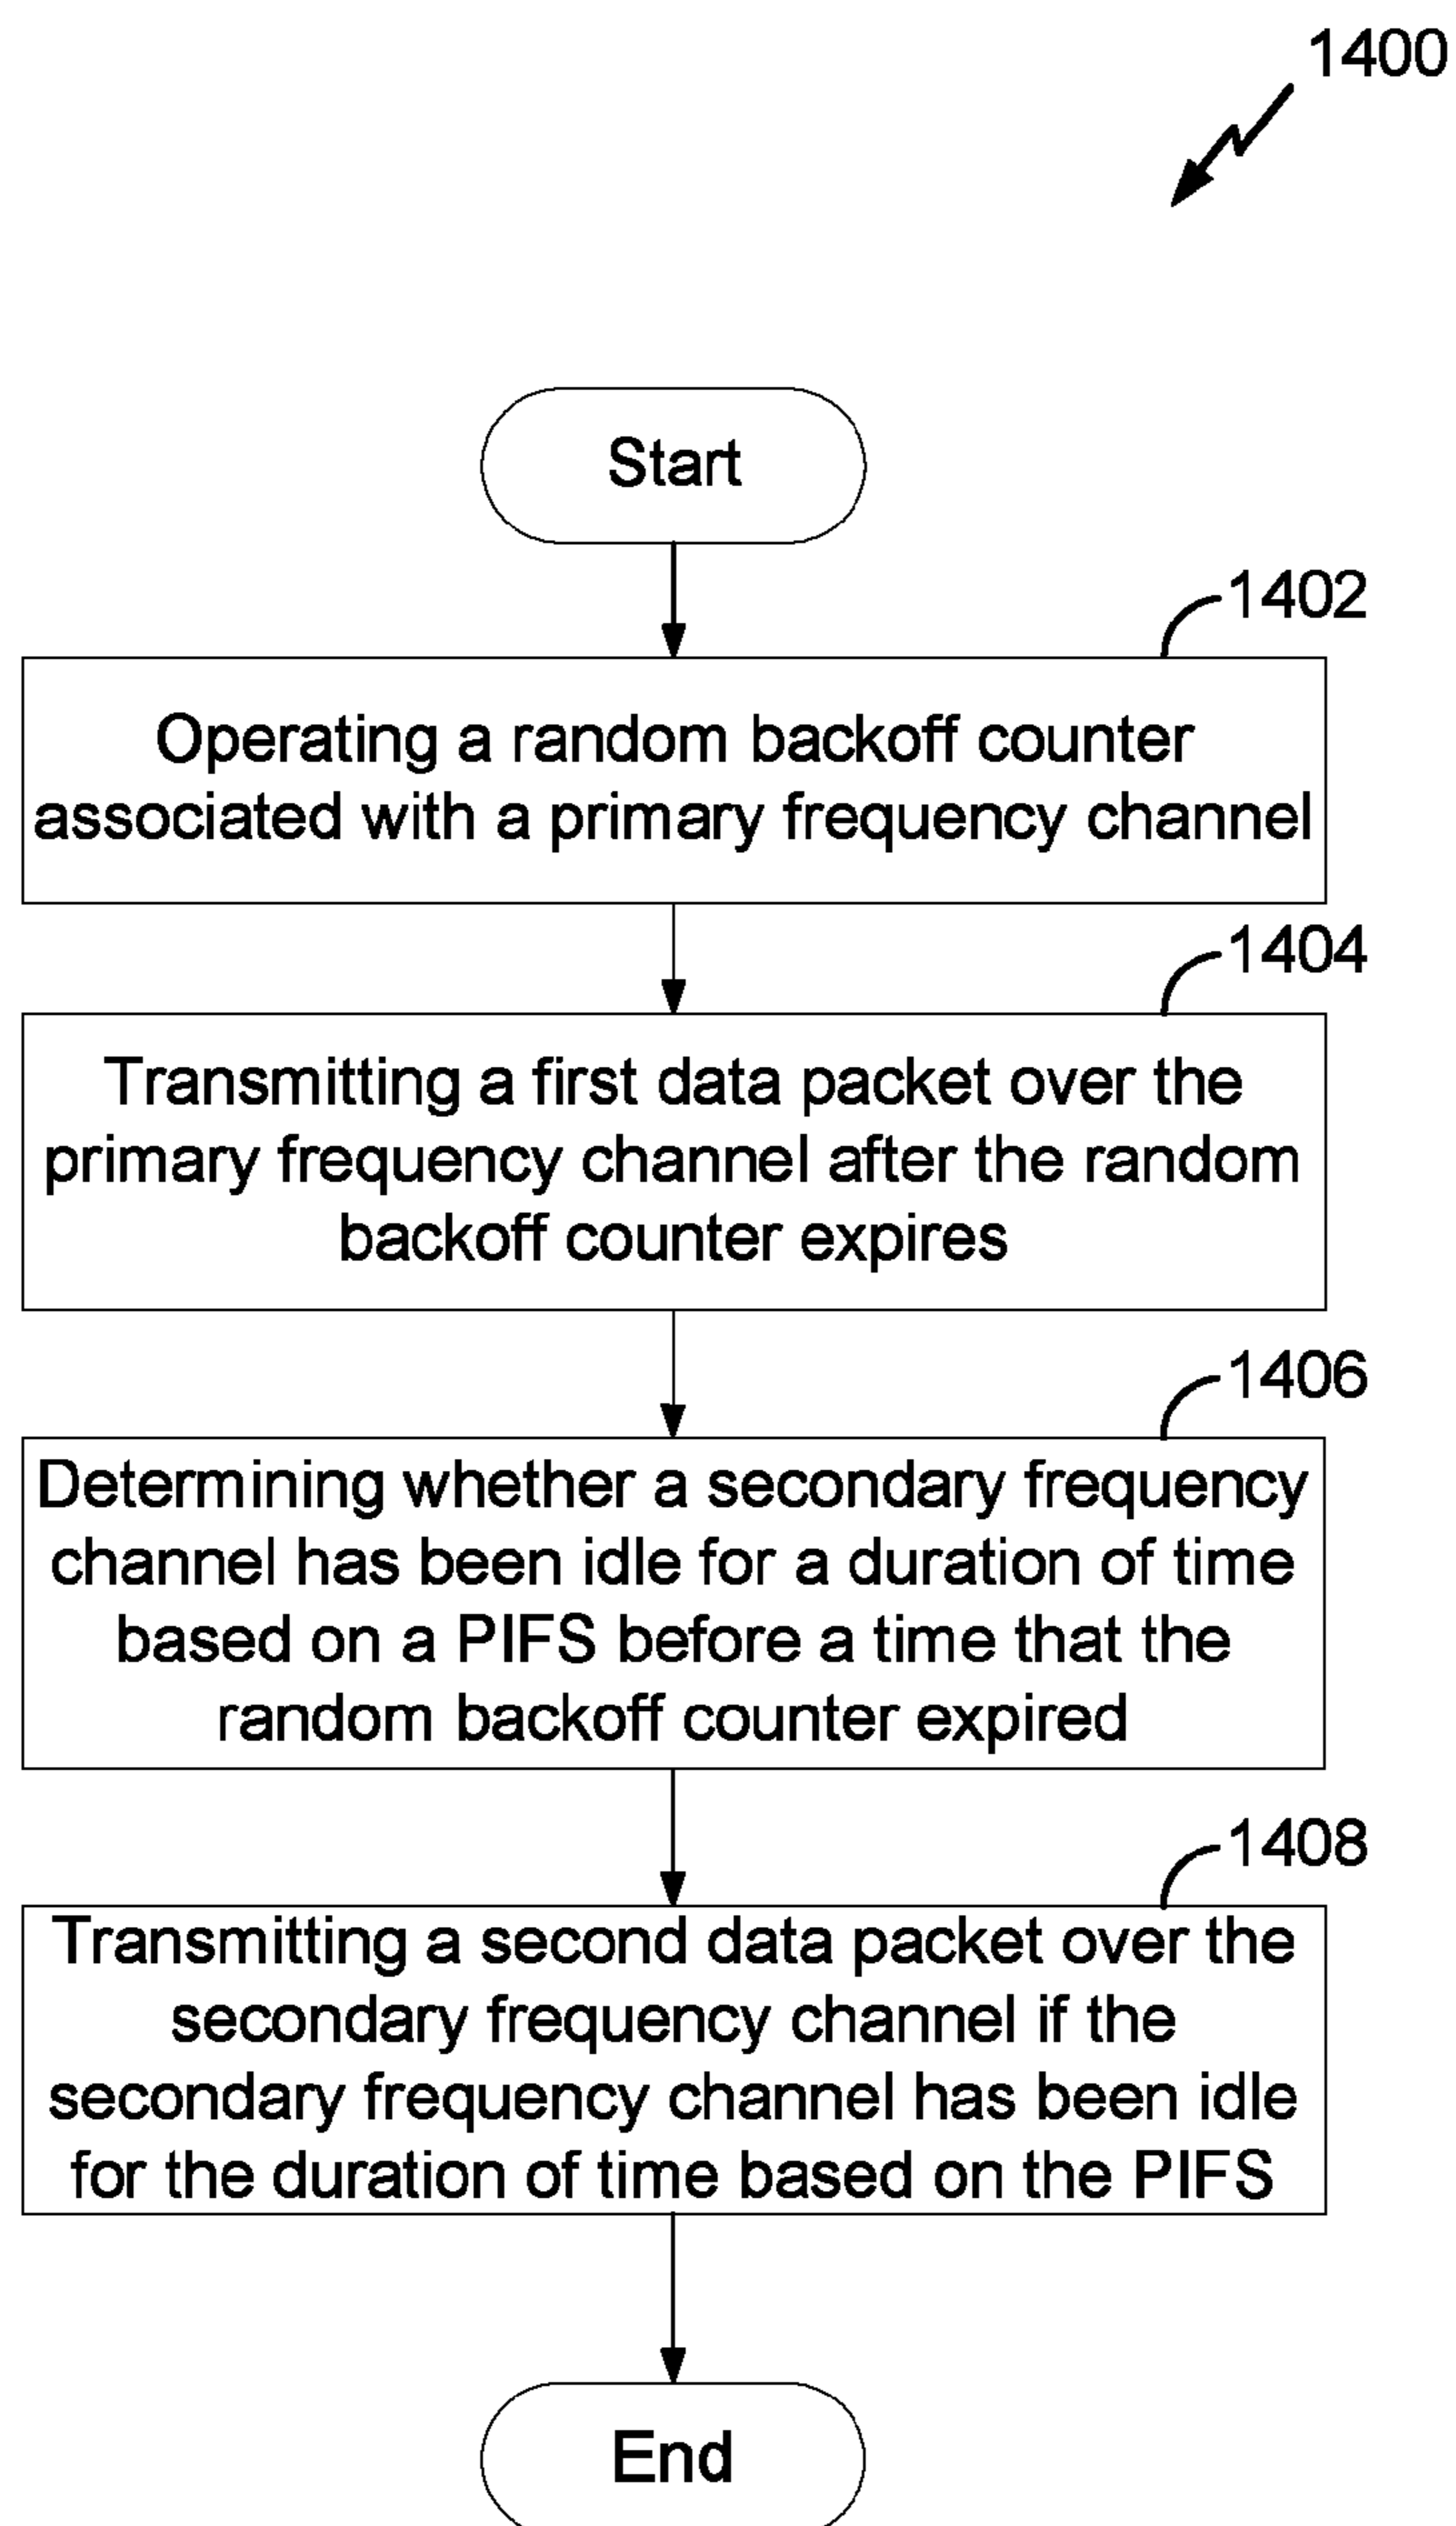 1400
Start
1402
Operating a random backoff counter
associated with a primary frequency channel
1404
Transmitting a first data packet over the
primary frequency channel after the random
backoff counter expires
1406
Determining whether a secondary frequency
channel has been idle for a duration of time
based on a PIFS before a time that the
random backoff counter expired
1408
Transmitting a second data packet over the
secondary frequency channel if the
secondary frequency channel has been idle
for the duration of time based on the PIFS
End